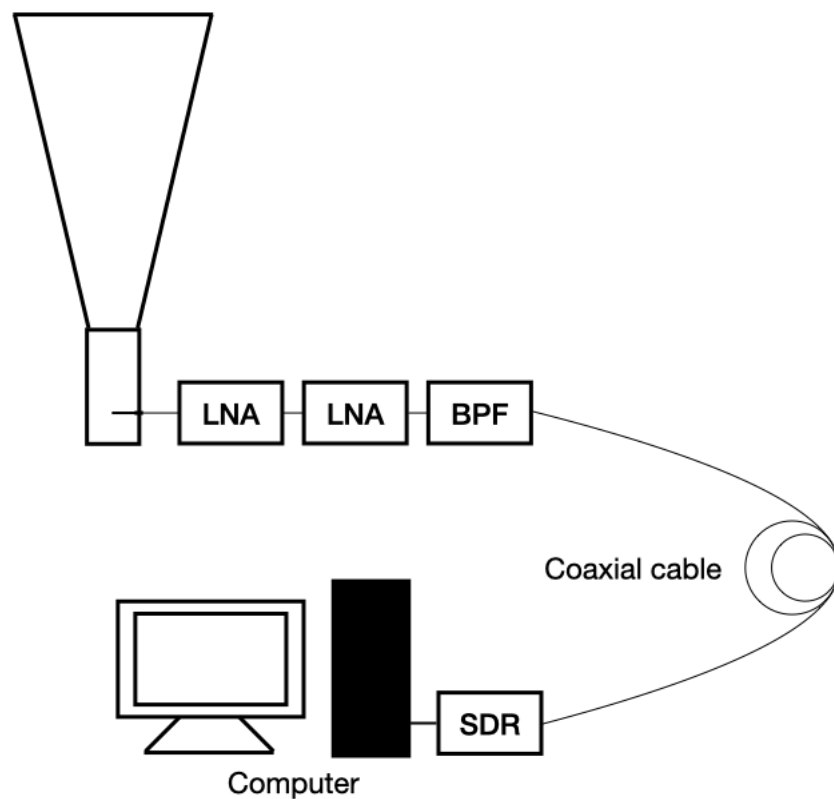 LNA
LNA
BPF
Coaxial cable
SDR
Computer